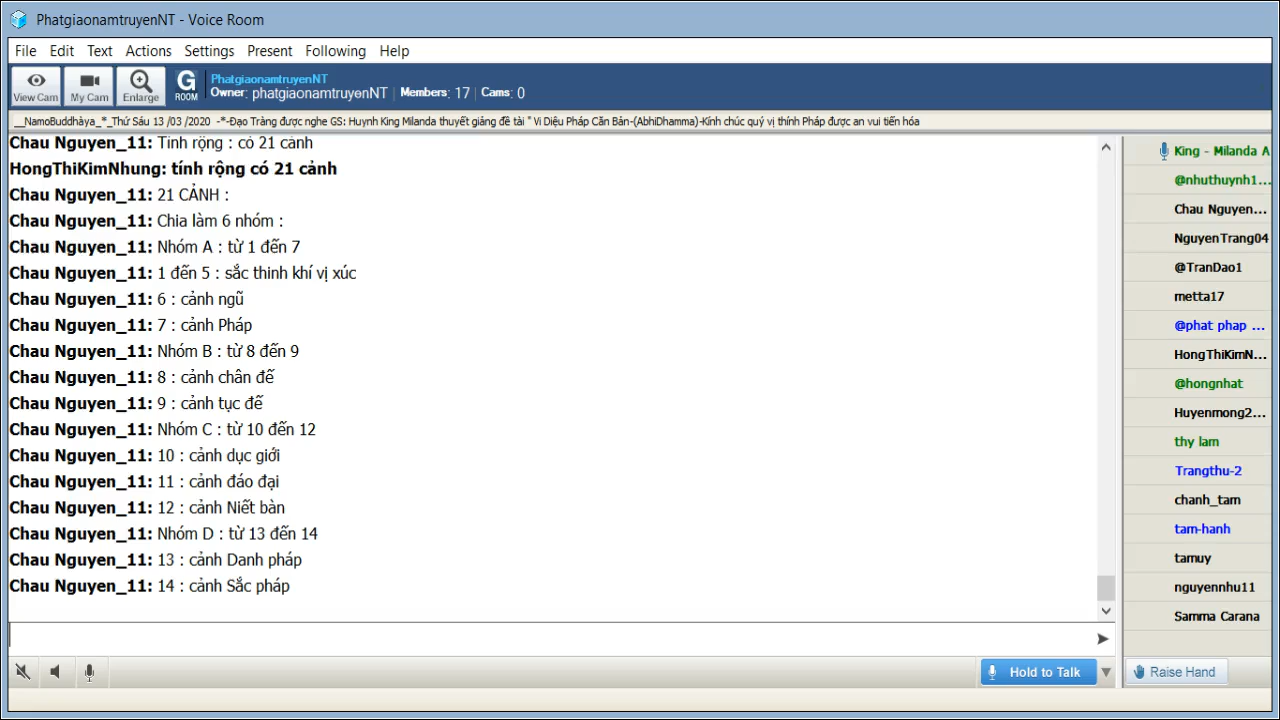 PhatgiaonamtruyenNT - Voice Room
File Edit Text Actions Settings Present Following Help
View Cam My Cam Enlarge G ROOM
PhatgiaonamtruyenNT
Owner: phatgiaonamtruyenNT Members: 17 Cams: 0
__NamoBuddhàya_*_Thứ Sáu 13 /03 /2020 -*-Đạo Tràng được nghe GS: Huynh King Milanda thuyết giảng đề tài " Vi Diệu Pháp Căn Bản-(AbhiDhamma)-Kính chúc quý vị thính Pháp được an vui tiến hóa
Chau Nguyen_11: Tính rộng : có 21 cảnh
HongThiKimNhung: tính rộng có 21 cảnh
Chau Nguyen_11: 21 CẢNH :
Chau Nguyen_11: Chia làm 6 nhóm :
Chau Nguyen_11: Nhóm A : từ 1 đến 7
Chau Nguyen_11: 1 đến 5 : sắc thinh khí vị xúc
Chau Nguyen_11: 6 : cảnh ngũ
Chau Nguyen_11: 7 : cảnh Pháp
Chau Nguyen_11: Nhóm B : từ 8 đến 9
Chau Nguyen_11: 8 : cảnh chân đế
Chau Nguyen_11: 9 : cảnh tục đế
Chau Nguyen_11: Nhóm C : từ 10 đến 12
Chau Nguyen_11: 10 : cảnh dục giới
Chau Nguyen_11: 11 : cảnh đáo đại
Chau Nguyen_11: 12 : cảnh Niết bàn
Chau Nguyen_11: Nhóm D : từ 13 đến 14
Chau Nguyen_11: 13 : cảnh Danh pháp
Chau Nguyen_11: 14 : cảnh Sắc pháp
King - Milanda A
@nhuthuynh1...
Chau Nguyen...
NguyenTrang04
@TranDao1
metta17
@phat phap ...
HongThiKimN...
@hongnhat
Huyenmong2...
thy lam
Trangthu-2
chanh_tam
tam-hanh
tamuy
nguyennhu11
Samma Carana
Hold to Talk
Raise Hand